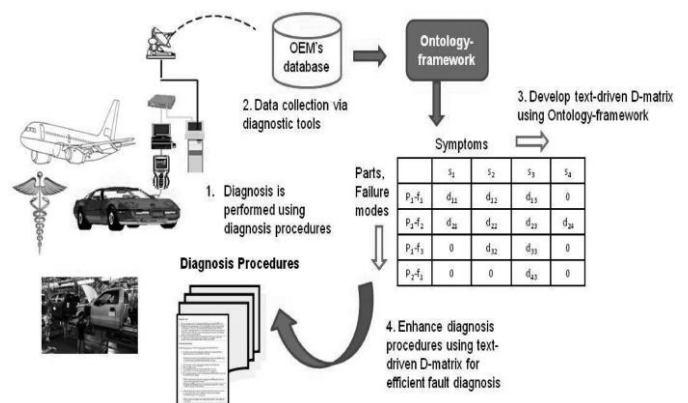 OEM's
database
Ontology-
framework
2. Data collection via
diagnostic tools
3. Develop text-driven D-matrix
using Ontology-framework
Symptoms
Parts,
Failure
modes
s₁ s₂ s₃ s₄
P₁-f₁ d₁₁ d₁₂ d₁₃ 0
P₁-f₂ d₂₁ d₂₂ d₂₃ d₂₄
P₁-f₃ 0 d₃₂ d₃₃ 0
P₂-f₁ 0 0 d₄₃ 0
1. Diagnosis is
performed using
diagnosis procedures
Diagnosis Procedures
4. Enhance diagnosis
procedures using text-
driven D-matrix for
efficient fault diagnosis